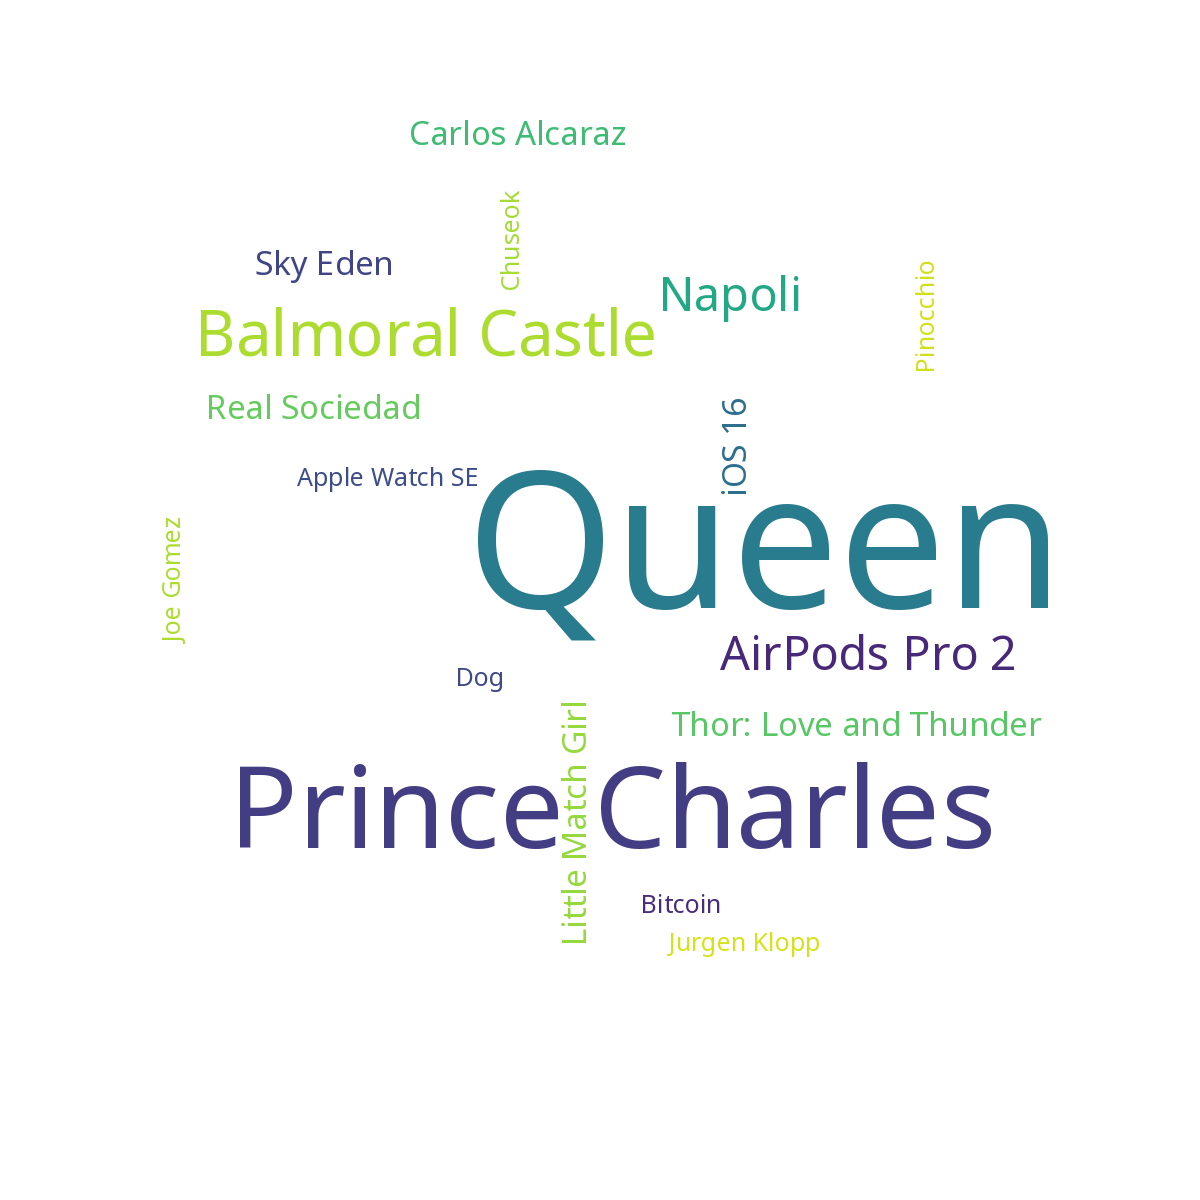 Carlos Alcaraz
Chuseok
Sky Eden
Pinocchio
Napoli
Balmoral Castle
Real Sociedad
iOS 16
Apple Watch SE
Queen
Joe Gomez
AirPods Pro 2
Dog
Thor: Love and Thunder
Little Match Girl
Prince Charles
Bitcoin
Jurgen Klopp